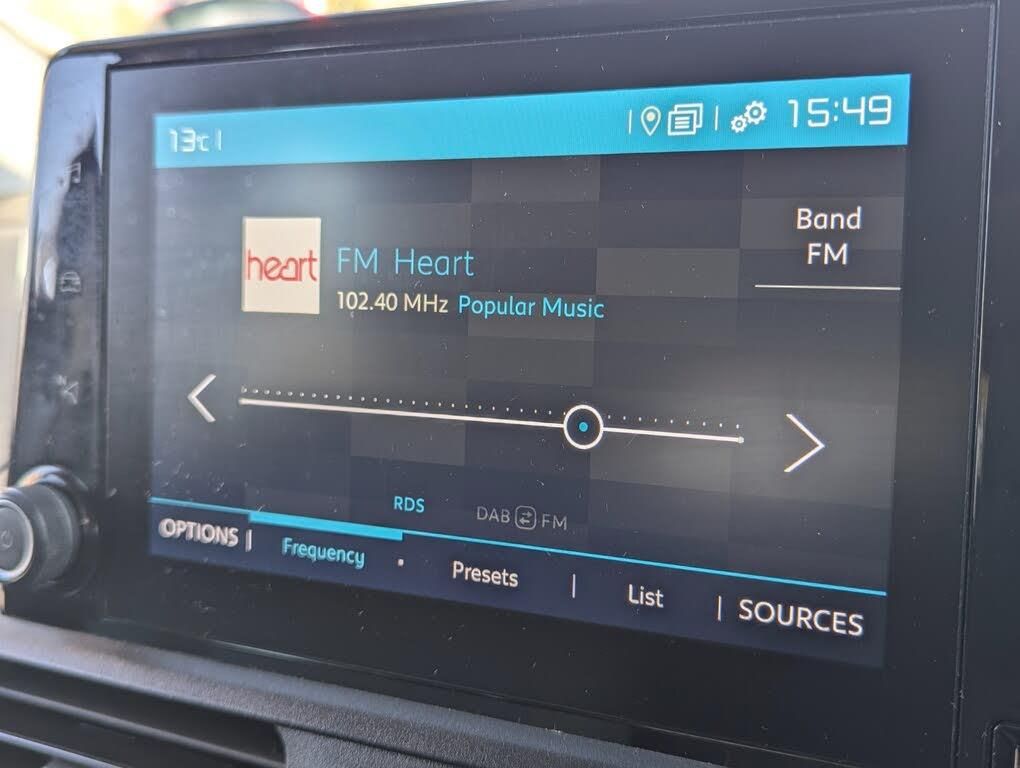 13℃
15:49
heart
FM Heart
102.40 MHz Popular Music
Band
FM
RDS
DAB FM
OPTIONS
Frequency
Presets
List
SOURCES